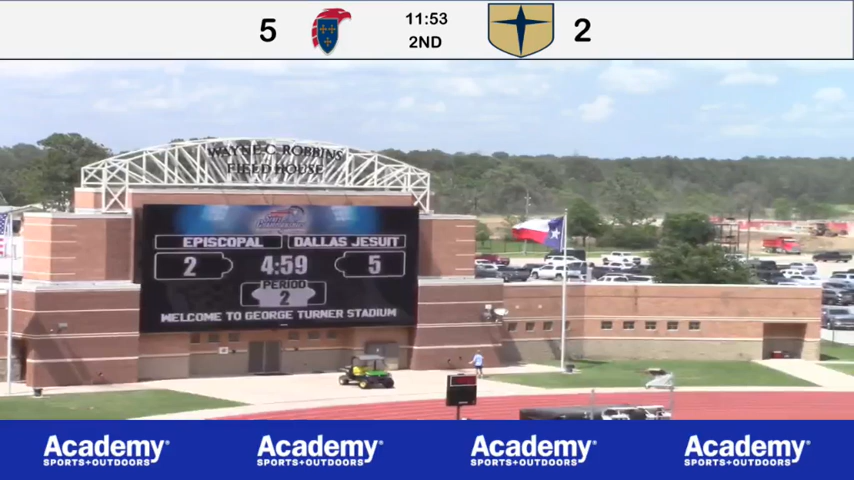 5 11:53 2
2ND
WAYNE C. ROBBINS
FIELD HOUSE
EPISCOPAL DALLAS JESUIT
2 4:59 5
PERIOD
2
WELCOME TO GEORGE TURNER STADIUM
Academy Academy Academy Academy
SPORTS+OUTDOORS SPORTS+OUTDOORS SPORTS+OUTDOORS SPORTS+OUTDOORS